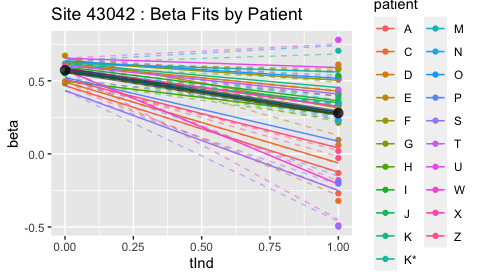 Site 43042 : Beta Fits by Patient
beta
0.5
0.0
-0.5
0.00
0.25
0.50
0.75
1.00
tInd
patient
A
C
D
E
F
G
H
I
J
K
K*
M
N
O
P
S
T
U
W
X
Z